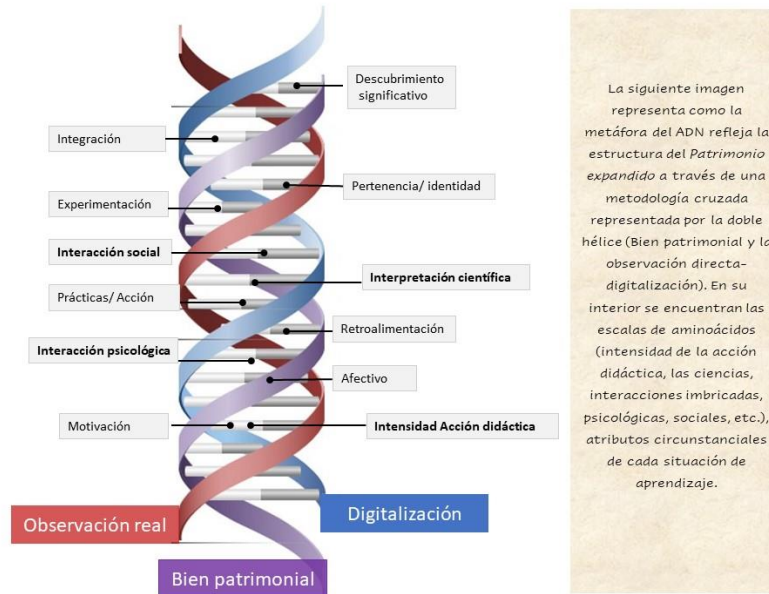 Descubrimiento
significativo
Integración
Pertenencia/ identidad
Experimentación
Interacción social
Interpretación científica
Prácticas/ Acción
Retroalimentación
Interacción psicológica
Afectivo
Motivación
Intensidad Acción didáctica
Observación real
Digitalización
Bien patrimonial
La siguiente imagen
representa como la
metáfora del ADN refleja la
estructura del Patrimonio
expandido a través de una
metodología cruzada
representada por la doble
hélice (Bien patrimonial y la
observación directa-
digitalización). En su
interior se encuentran las
escalas de aminoácidos
(intensidad de la acción
didáctica, las ciencias,
interacciones imbricadas,
psicológicas, sociales, etc.),
atributos circunstanciales
de cada situación de
aprendizaje.